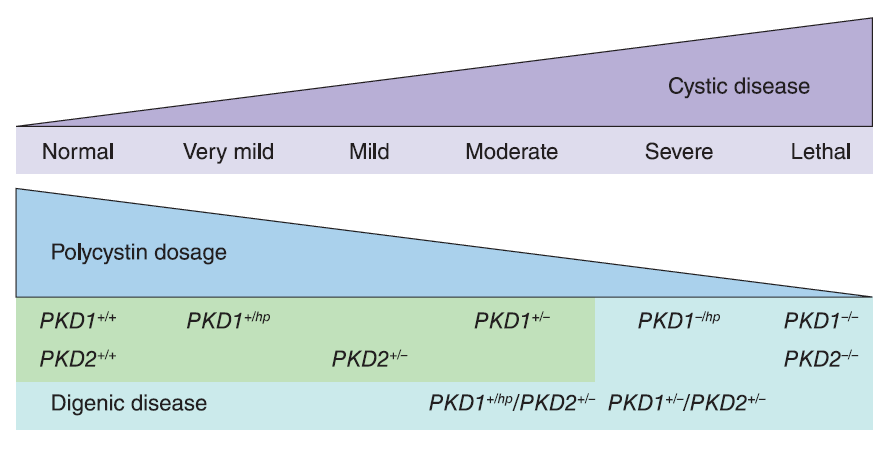 Cystic disease
Normal Very mild Mild Moderate Severe Lethal
Polycystin dosage
PKD1+/+ PKD1+/hp PKD1+/– PKD1–/hp PKD1–/–
PKD2+/+ PKD2+/– PKD2–/–
Digenic disease PKD1+/hp/PKD2+/– PKD1+/–/PKD2+/–